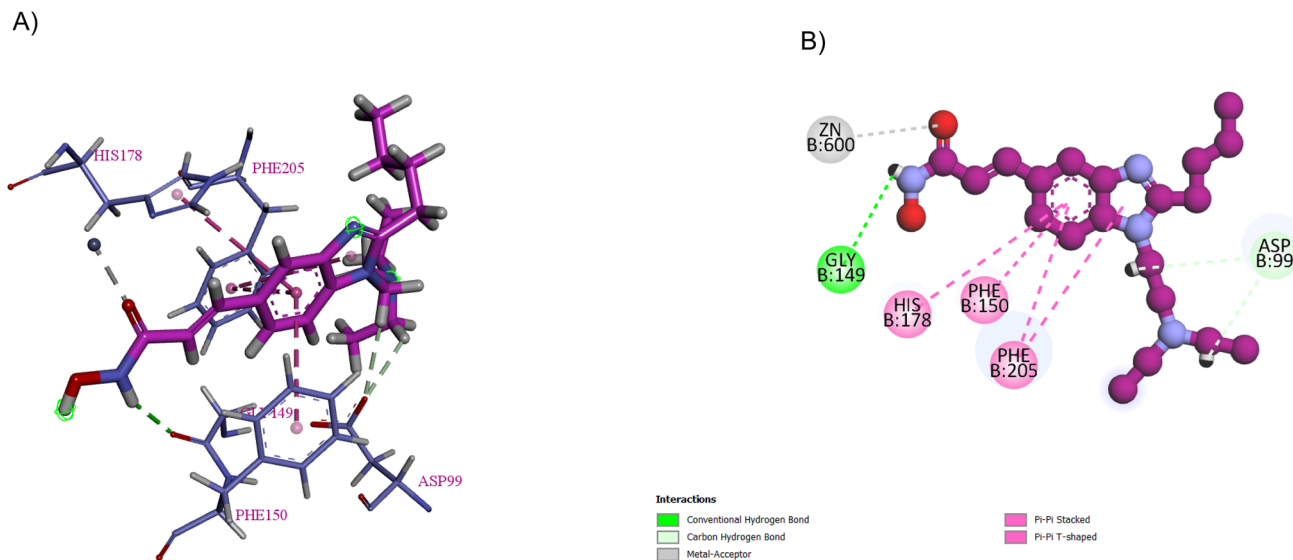 A)
B)
HIS178
PHE205
GLY149
ASP99
PHE150
ZN
B:600
GLY
B:149
HIS
B:178
PHE
B:150
PHE
B:205
ASP
B:99
Interactions
Conventional Hydrogen Bond
Carbon Hydrogen Bond
Metal-Acceptor
Pi-Pi Stacked
Pi-Pi T-shaped